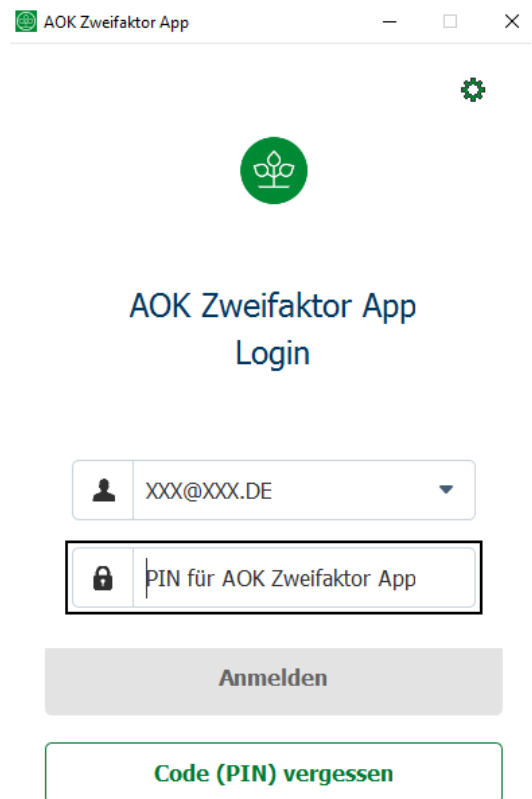 AOK Zweifaktor App
AOK Zweifaktor App
Login
XXX@XXX.DE
PIN für AOK Zweifaktor App
Anmelden
Code (PIN) vergessen